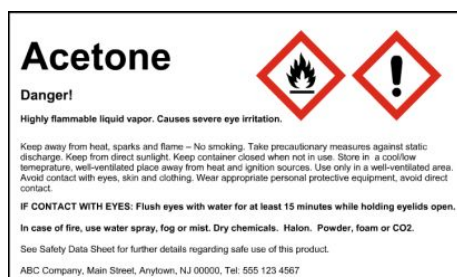 Acetone
Danger!
Highly flammable liquid vapor. Causes severe eye irritation.
Keep away from heat, sparks and flame – No smoking. Take precautionary measures against static
discharge. Keep from direct sunlight. Keep container closed when not in use. Store in a cool/low
temeprature, well-ventilated place away from heat and ignition sources. Use only in a well-ventilated area.
Avoid contact with eyes, skin and clothing. Wear appropriate personal protective equipment, avoid direct
contact.
IF CONTACT WITH EYES: Flush eyes with water for at least 15 minutes while holding eyelids open.
In case of fire, use water spray, fog or mist. Dry chemicals. Halon. Powder, foam or CO2.
See Safety Data Sheet for further details regarding safe use of this product.
ABC Company, Main Street, Anytown, NJ 00000, Tel: 555 123 4567